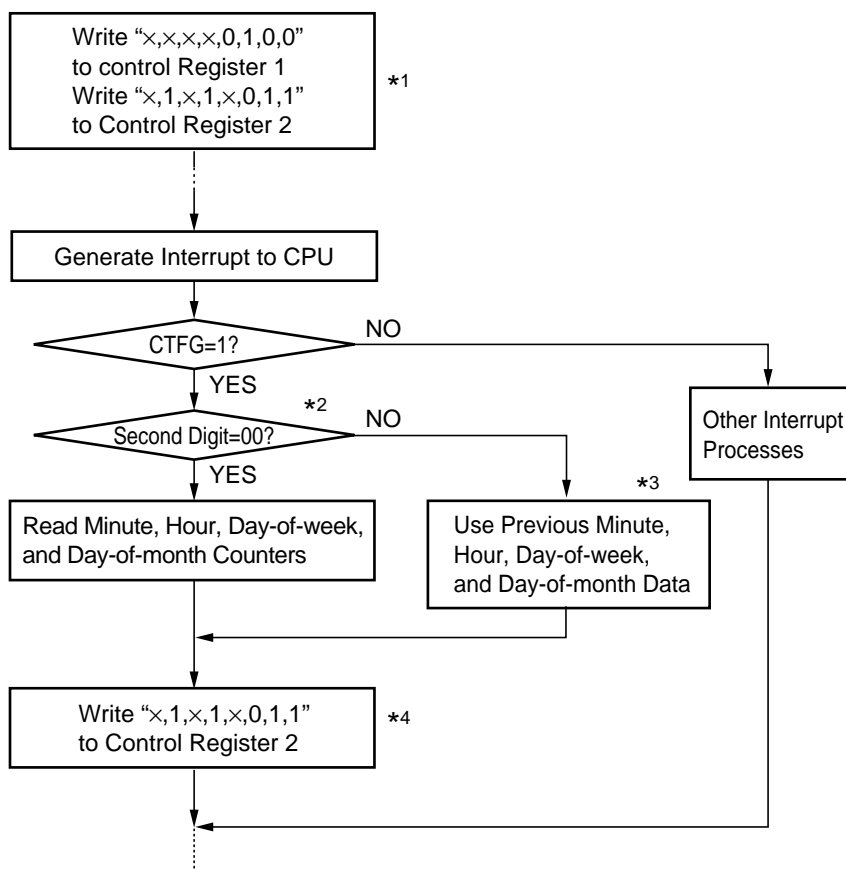 Write “×,×,×,×,0,1,0,0”
to control Register 1
Write “×,1,×,1,×,0,1,1”
to Control Register 2
*1
Generate Interrupt to CPU
CTFG=1?
NO
YES
*2
Second Digit=00?
NO
YES
Other Interrupt
Processes
*3
Read Minute, Hour, Day-of-week,
and Day-of-month Counters
Use Previous Minute,
Hour, Day-of-week,
and Day-of-month Data
Write “×,1,×,1,×,0,1,1”
to Control Register 2
*4